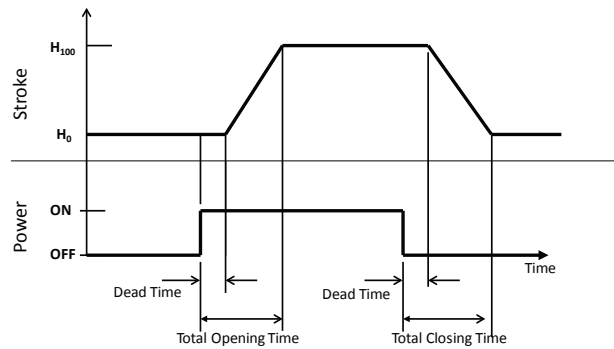 H100
Stroke
H0
ON
Power
OFF
Time
Dead Time
Dead Time
Total Opening Time
Total Closing Time